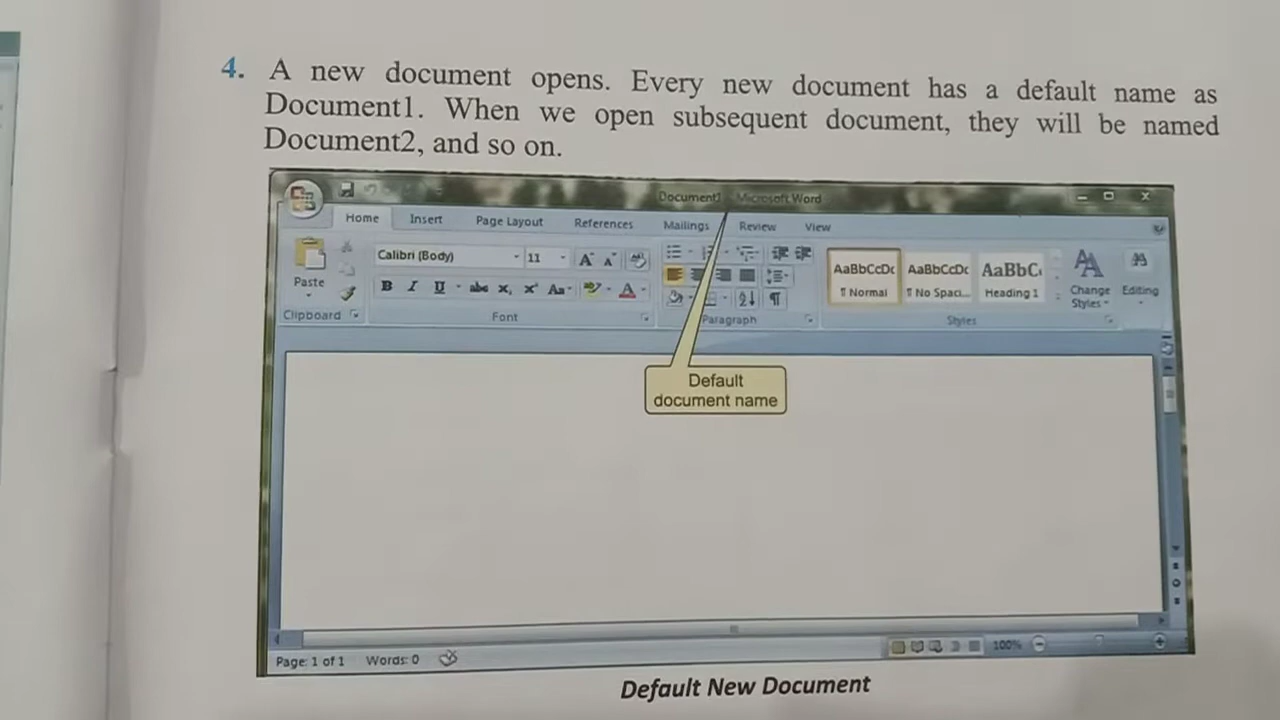 4. A new document opens. Every new document has a default name as
Document1. When we open subsequent document, they will be named
Document2, and so on.
Document1 Microsoft Word
Home Insert Page Layout References Mailings Review View
Calibri (Body) 11
AaBbCcDc AaBbCcDc AaBbC
Paste
B I U abc x, x Aa A
¶ Normal ¶ No Spaci... Heading 1
Change Styles Editing
Clipboard Font Paragraph Styles
Default
document name
Page: 1 of 1 Words: 0 100%
Default New Document